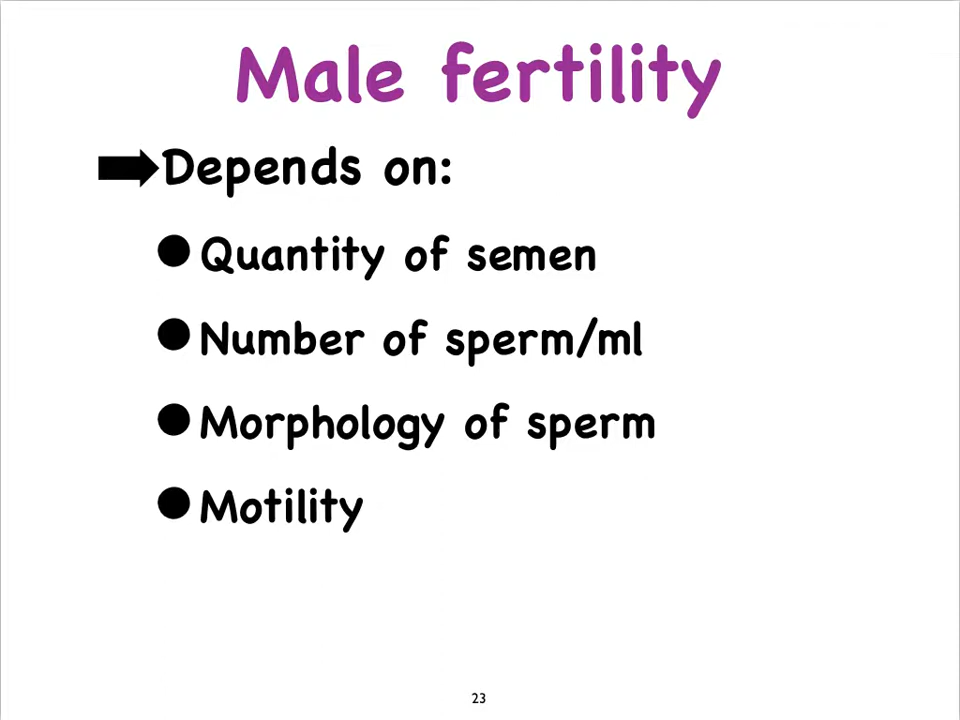 Male fertility
Depends on:
Quantity of semen
Number of sperm/ml
Morphology of sperm
Motility
23